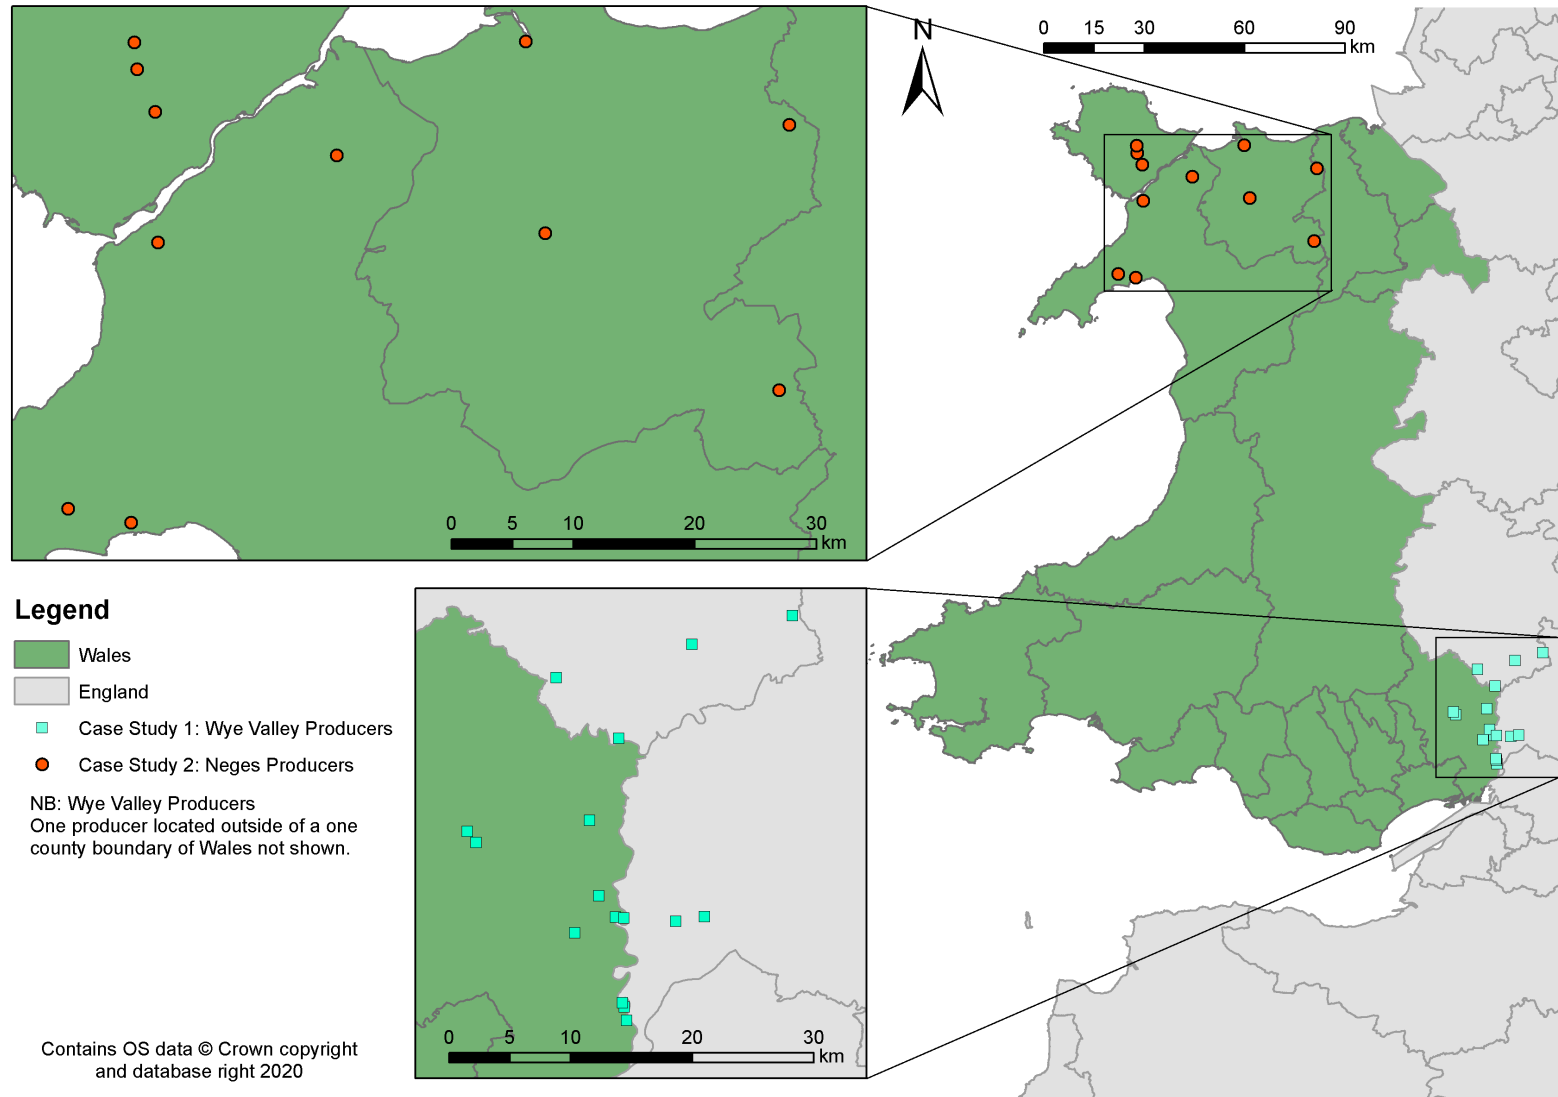 N
0 15 30 60 90
km
0 5 10 20 30
km
Legend
Wales
England
Case Study 1: Wye Valley Producers
Case Study 2: Neges Producers
NB: Wye Valley Producers
One producer located outside of a one
county boundary of Wales not shown.
0 5 10 20 30
km
Contains OS data © Crown copyright
and database right 2020